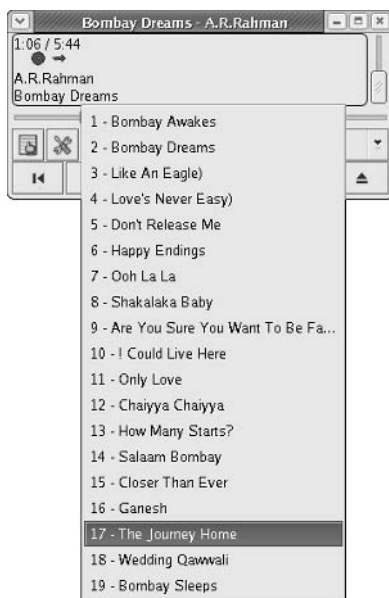 Bombay Dreams - A.R.Rahman
1:06 / 5:44
A.R.Rahman
Bombay Dreams
1 - Bombay Awakes
2 - Bombay Dreams
3 - Like An Eagle)
4 - Love's Never Easy)
5 - Don't Release Me
6 - Happy Endings
7 - Ooh La La
8 - Shakalaka Baby
9 - Are You Sure You Want To Be Fa...
10 - I Could Live Here
11 - Only Love
12 - Chaiyya Chaiyya
13 - How Many Starts?
14 - Salaam Bombay
15 - Closer Than Ever
16 - Ganesh
17 - The Journey Home
18 - Wedding Qawwali
19 - Bombay Sleeps